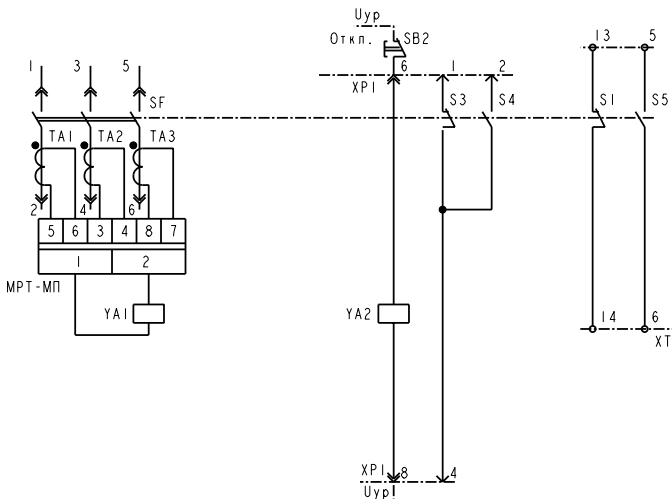 Uур
Откл. SB2
13 5
1 3 5
6 1 2
XP1
SF
S3 S4 S1 S5
TA1 TA2 TA3
2 4 6
5 6 3 4 8 7
1 2
МРТ-МП
YA1
YA2
14 6
XT
XP1 8 4
Uур